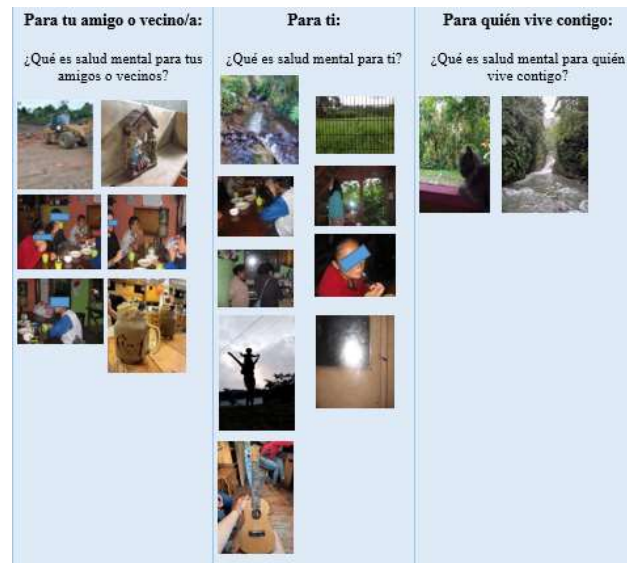 Para tu amigo o vecino/a:
¿Qué es salud mental para tus
amigos o vecinos?
Para ti:
¿Qué es salud mental para ti?
Para quién vive contigo:
¿Qué es salud mental para quién
vive contigo?